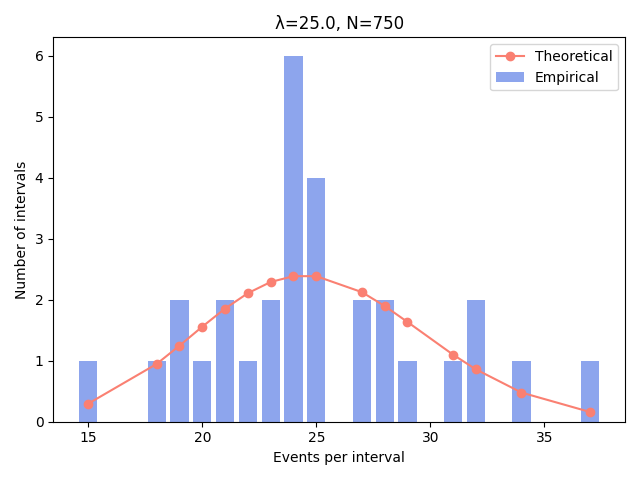 λ=25.0, N=750
Theoretical
Empirical
Number of intervals
6
5
4
3
2
1
0
15 20 25 30 35
Events per interval